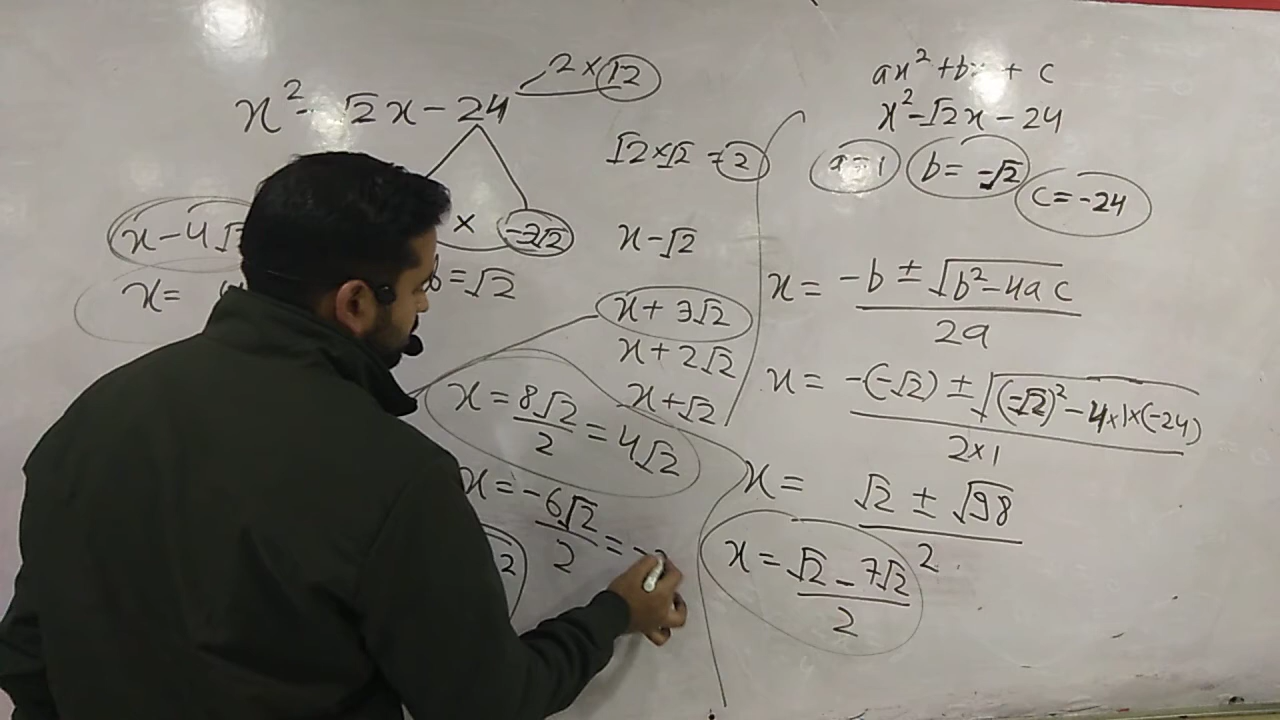 x² - √2x - 24
2 × 12
√2 × √2 = 2
x - 4√
× -3√2
x - √2
x =
b = √2
x + 3√2
x + 2√2
x + √2
x = 8√2/2 = 4√2
x = -6√2/2 = -
2
ax² + b + c
x² - √2x - 24
a = 1 b = -√2 c = -24
x = (-b ± √(b² - 4ac))/2a
x = (-(-√2) ± √((-√2)² - 4×1×(-24)))/2×1
x = (√2 ± √98)/2
x = (√2 - 7√2)/2